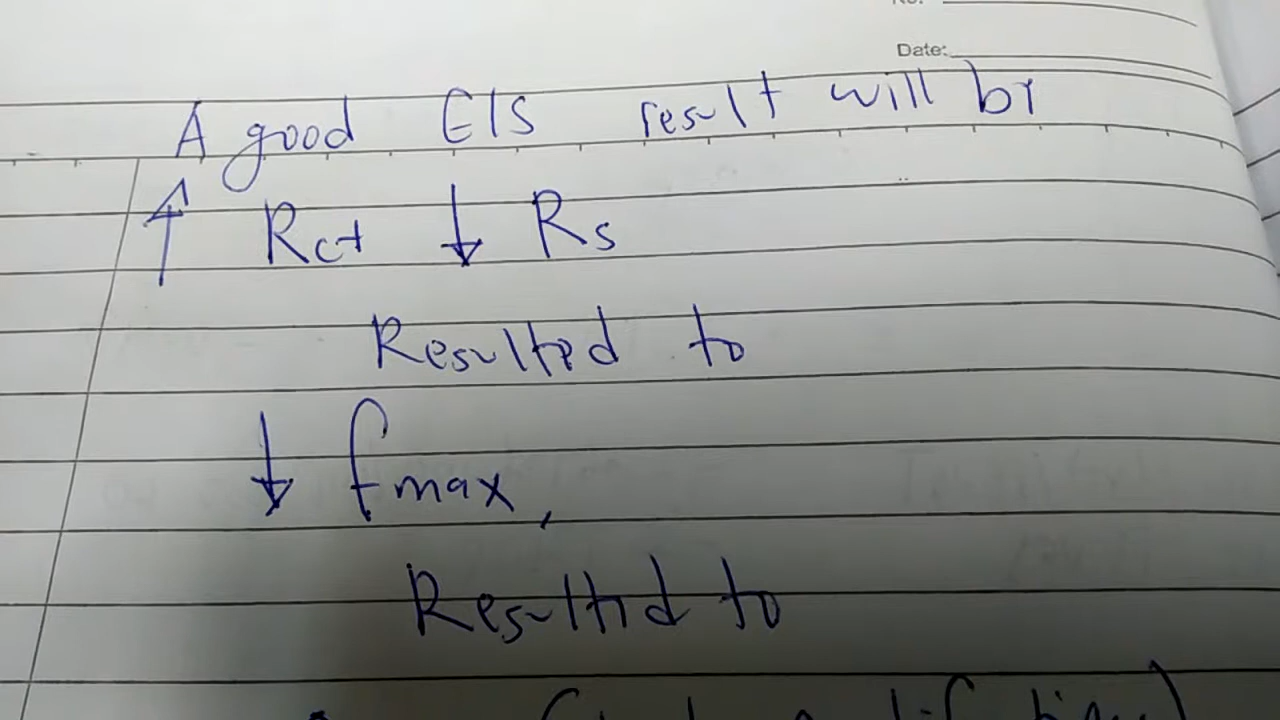 Date:
A good EIS result will be
↑ Rct ↓ Rs
Resulted to
↓ fmax,
Resulted to